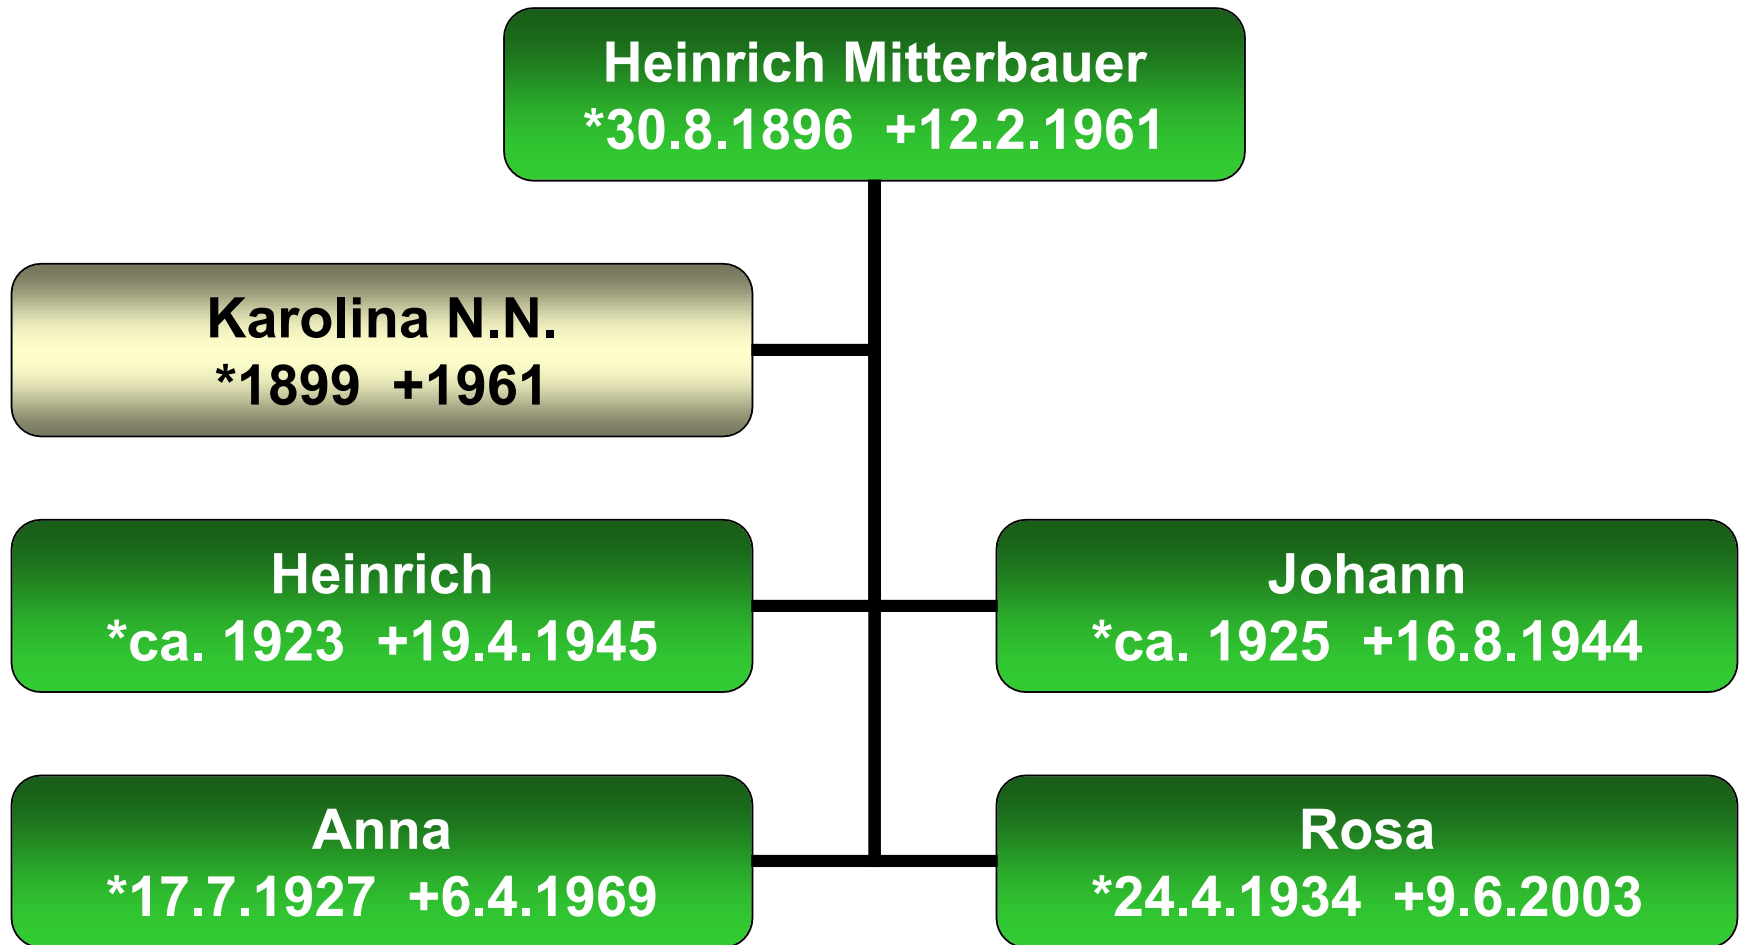 Heinrich Mitterbauer
*30.8.1896 +12.2.1961
Karolina N.N.
*1899 +1961
Heinrich
*ca. 1923 +19.4.1945
Johann
*ca. 1925 +16.8.1944
Anna
*17.7.1927 +6.4.1969
Rosa
*24.4.1934 +9.6.2003